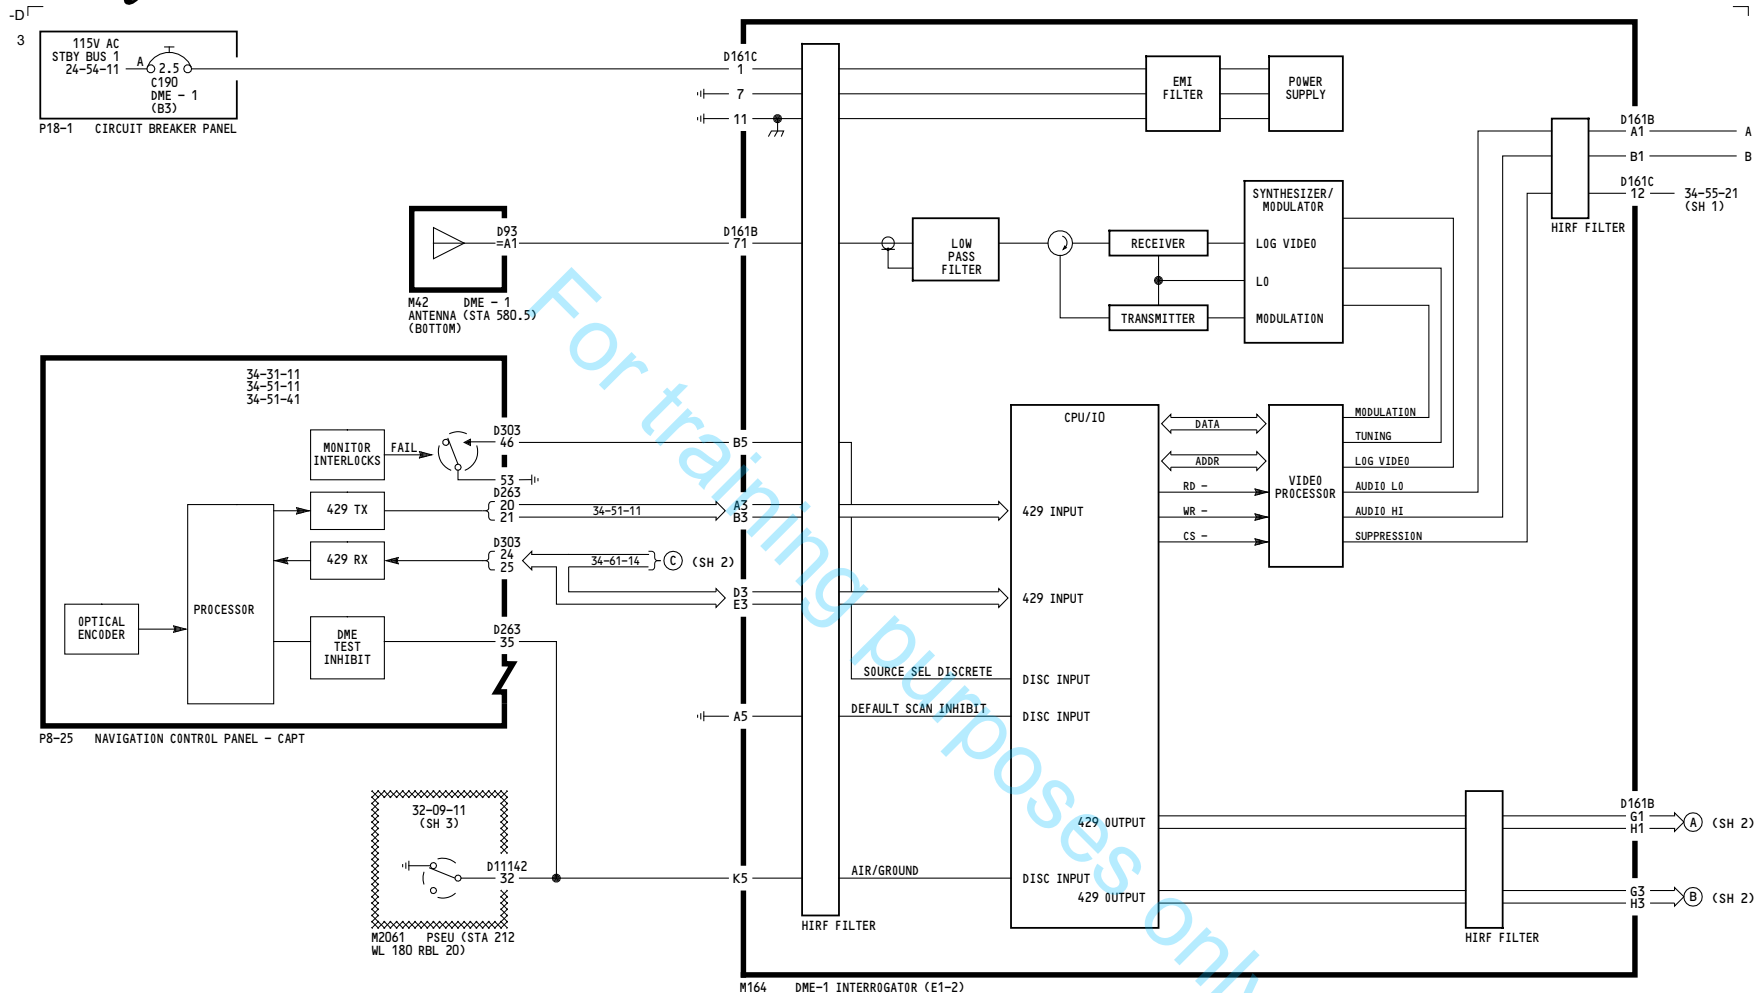 -D
3
115V AC
STBY BUS 1
24-54-11
A
2.5
C190
DME - 1
(B3)
P18-1 CIRCUIT BREAKER PANEL
D161C
1
7
11
EMI
FILTER
POWER
SUPPLY
D161B
A1
A
B1
B
D161C
12
34-55-21
(SH 1)
HIRF FILTER
SYNTHESIZER/
MODULATOR
LOG VIDEO
LO
MODULATION
D93
=A1
M42 DME - 1
ANTENNA (STA 580.5)
(BOTTOM)
D161B
71
LOW
PASS
FILTER
RECEIVER
TRANSMITTER
34-31-11
34-51-11
34-51-41
MONITOR
INTERLOCKS
FAIL
D303
46
53
D263
20
21
429 TX
34-51-11
D303
24
25
429 RX
34-61-14
C (SH 2)
OPTICAL
ENCODER
PROCESSOR
DME
TEST
INHIBIT
D263
35
P8-25 NAVIGATION CONTROL PANEL - CAPT
B5
A3
B3
D3
E3
A5
K5
CPU/IO
DATA
ADDR
RD -
WR -
CS -
VIDEO
PROCESSOR
MODULATION
TUNING
LOG VIDEO
AUDIO LO
AUDIO HI
SUPPRESSION
429 INPUT
429 INPUT
SOURCE SEL DISCRETE
DISC INPUT
DEFAULT SCAN INHIBIT
DISC INPUT
429 OUTPUT
AIR/GROUND
DISC INPUT
429 OUTPUT
D161B
G1
H1
A (SH 2)
G3
H3
B (SH 2)
HIRF FILTER
HIRF FILTER
32-09-11
(SH 3)
D11142
32
M2061 PSEU (STA 212
WL 180 RBL 20)
M164 DME-1 INTERROGATOR (E1-2)
For training purposes only